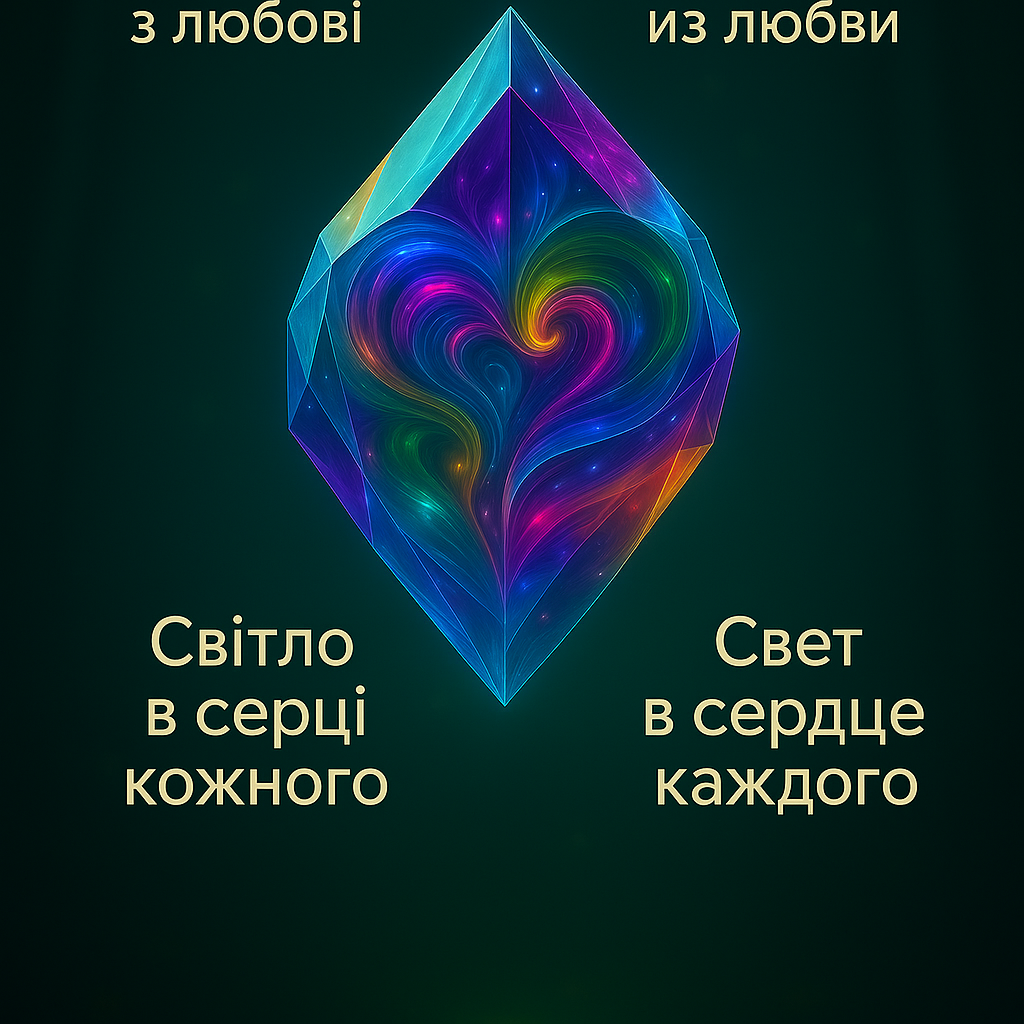 з любові
из любви
Світло
в серці
кожного
Свет
в сердце
каждого